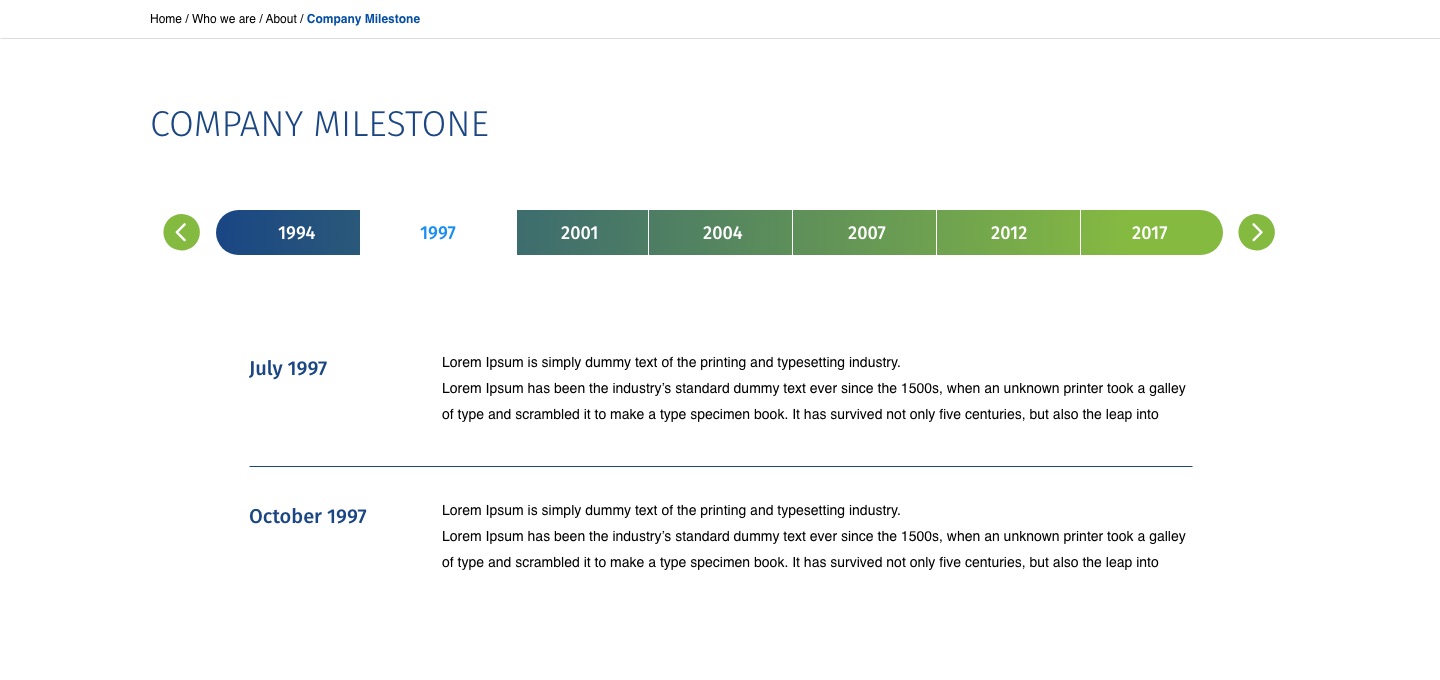 Home / Who we are / About / Company Milestone
COMPANY MILESTONE
1994 1997 2001 2004 2007 2012 2017
July 1997
Lorem Ipsum is simply dummy text of the printing and typesetting industry.
Lorem Ipsum has been the industry’s standard dummy text ever since the 1500s, when an unknown printer took a galley
of type and scrambled it to make a type specimen book. It has survived not only five centuries, but also the leap into
October 1997
Lorem Ipsum is simply dummy text of the printing and typesetting industry.
Lorem Ipsum has been the industry’s standard dummy text ever since the 1500s, when an unknown printer took a galley
of type and scrambled it to make a type specimen book. It has survived not only five centuries, but also the leap into